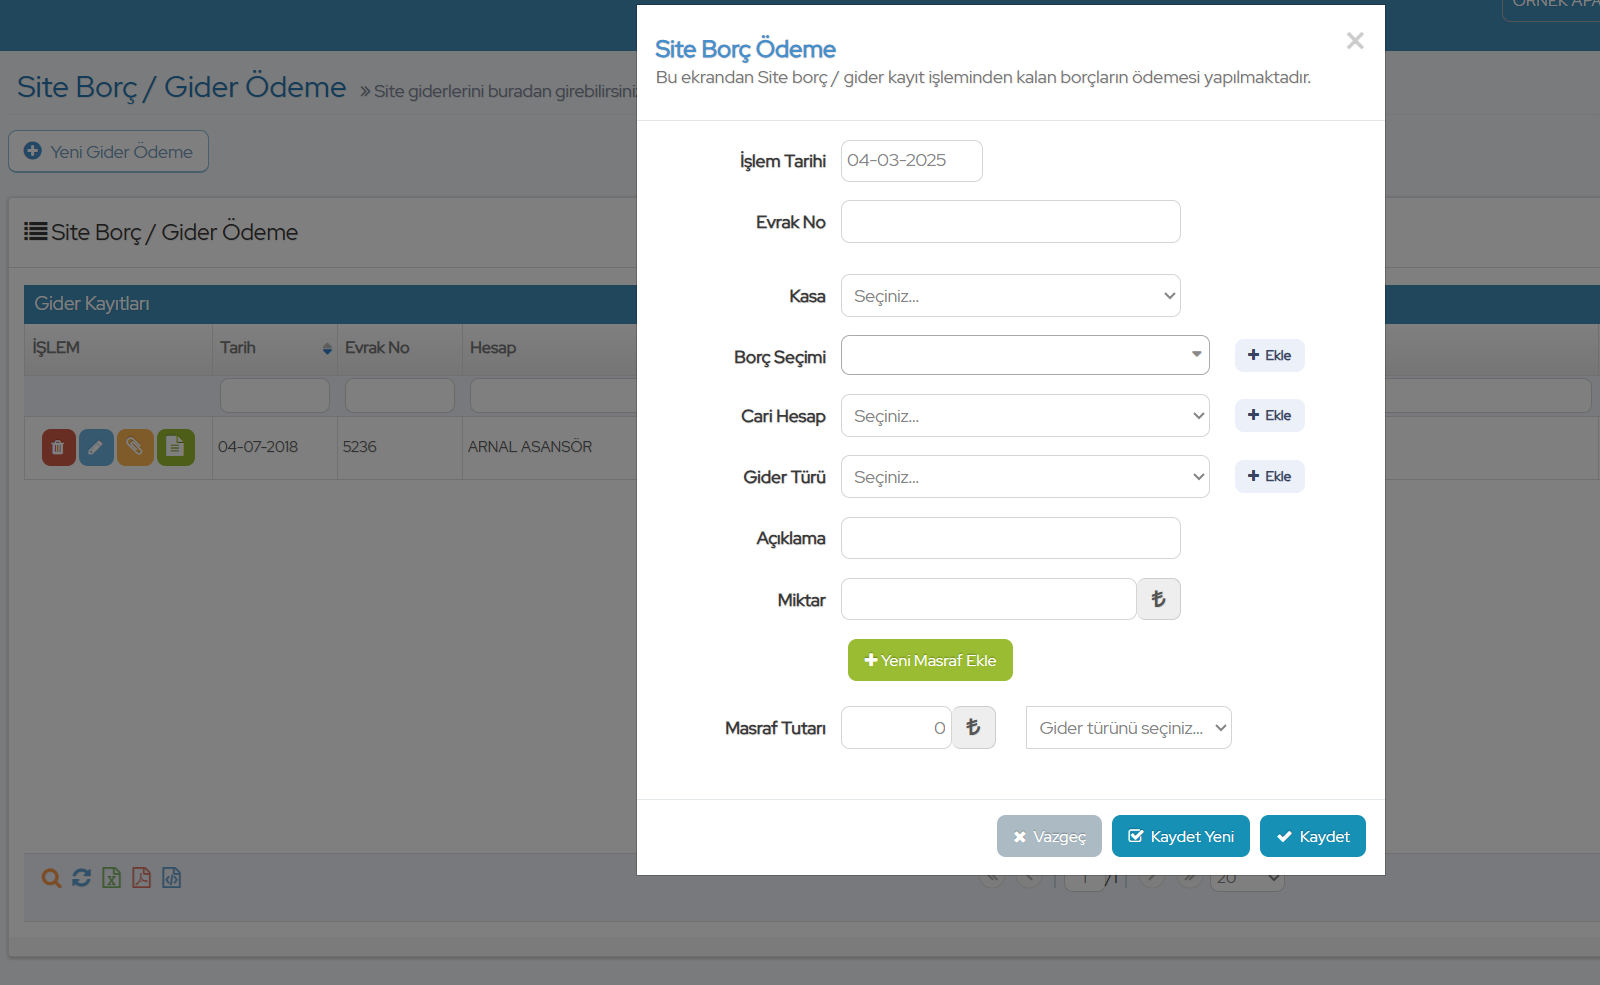 Site Borç / Gider Ödeme
» Site giderlerini buradan girebilirsini
Yeni Gider Ödeme
Site Borç / Gider Ödeme
Gider Kayıtları
İŞLEM
Tarih
Evrak No
Hesap
04-07-2018
5236
ARNAL ASANSÖR
1
/1
20
Site Borç Ödeme
×
Bu ekrandan Site borç / gider kayıt işleminden kalan borçların ödemesi yapılmaktadır.
İşlem Tarihi
04-03-2025
Evrak No
Kasa
Seçiniz...
Borç Seçimi
Ekle
Cari Hesap
Seçiniz...
Ekle
Gider Türü
Seçiniz...
Ekle
Açıklama
Miktar
₺
Yeni Masraf Ekle
Masraf Tutarı
0
₺
Gider türünü seçiniz...
Vazgeç
Kaydet Yeni
Kaydet